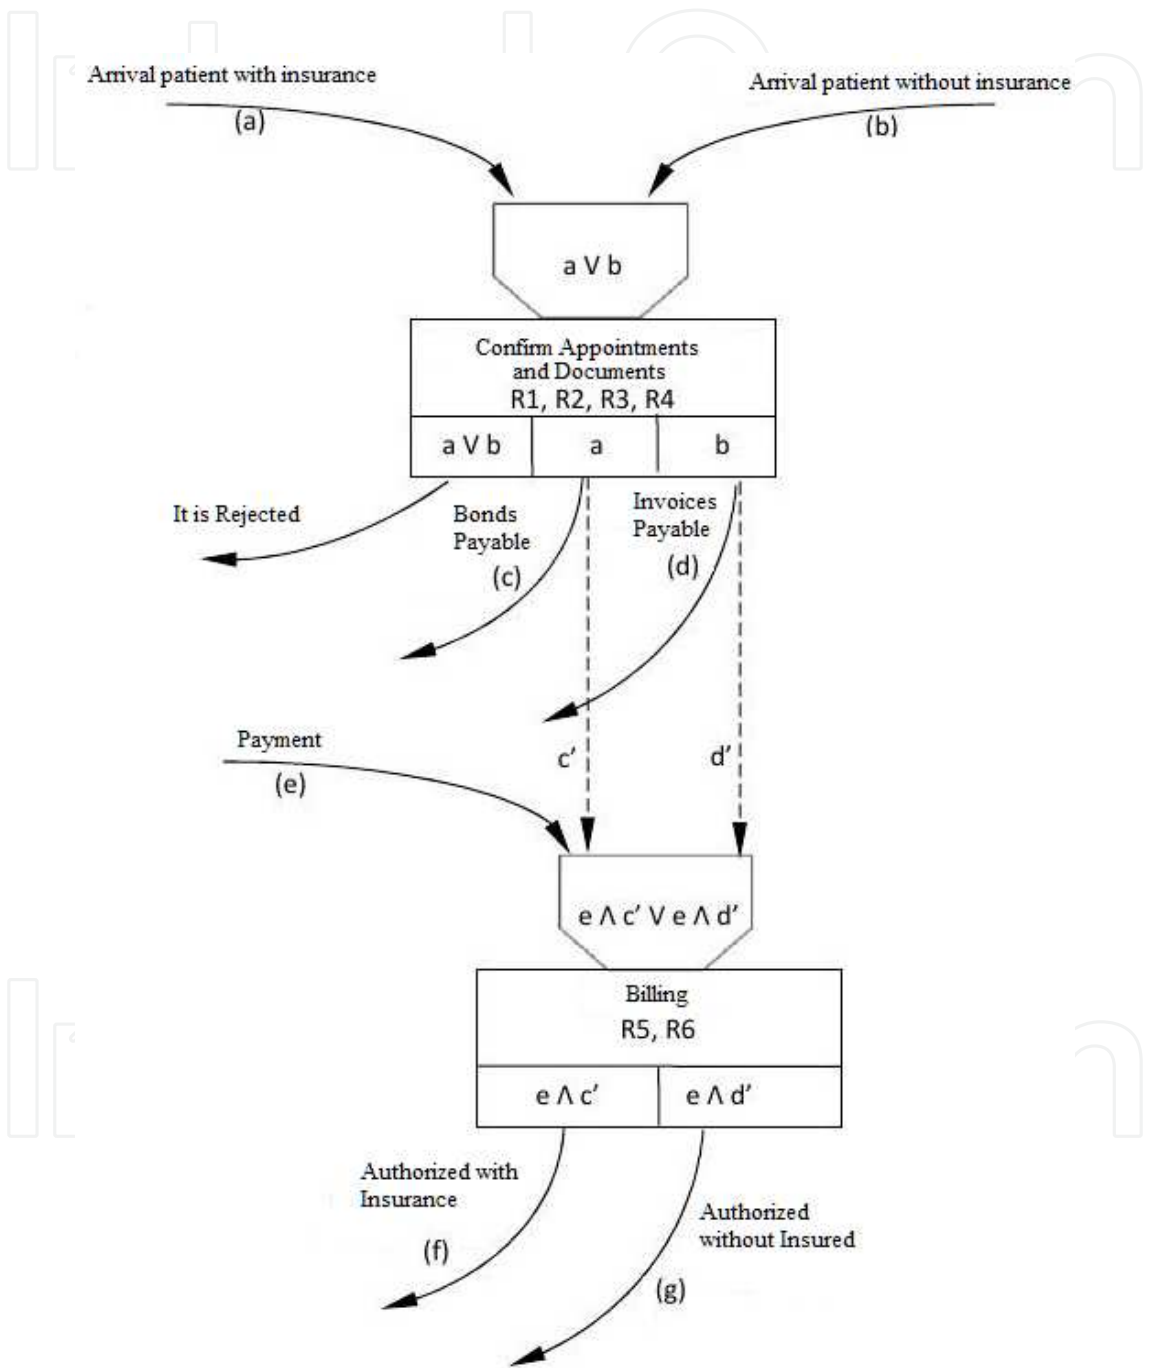 Arrival patient with insurance
(a)
Arrival patient without insurance
(b)
a V b
Confirm Appointments
and Documents
R1, R2, R3, R4
a V b
a
b
It is Rejected
Bonds
Payable
(c)
Invoices
Payable
(d)
Payment
(e)
c’
d’
e Λ c’ V e Λ d’
Billing
R5, R6
e Λ c’
e Λ d’
Authorized with
Insurance
(f)
Authorized
without Insured
(g)